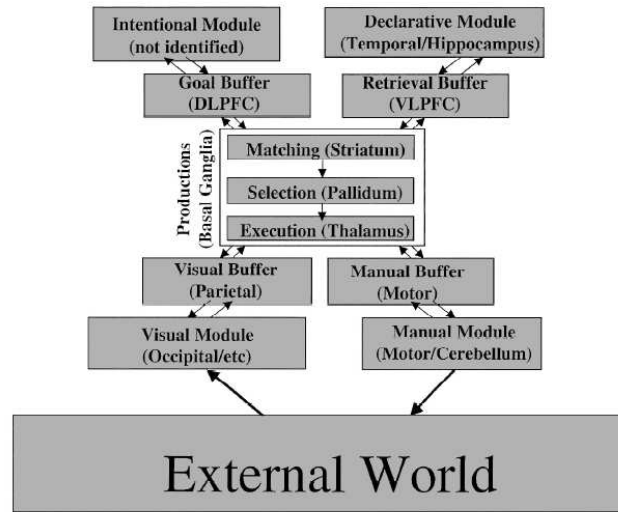 Intentional Module
(not identified)
Declarative Module
(Temporal/Hippocampus)
Goal Buffer
(DLPFC)
Retrieval Buffer
(VLPFC)
Productions
(Basal Ganglia)
Matching (Striatum)
Selection (Pallidum)
Execution (Thalamus)
Visual Buffer
(Parietal)
Manual Buffer
(Motor)
Visual Module
(Occipital/etc)
Manual Module
(Motor/Cerebellum)
External World